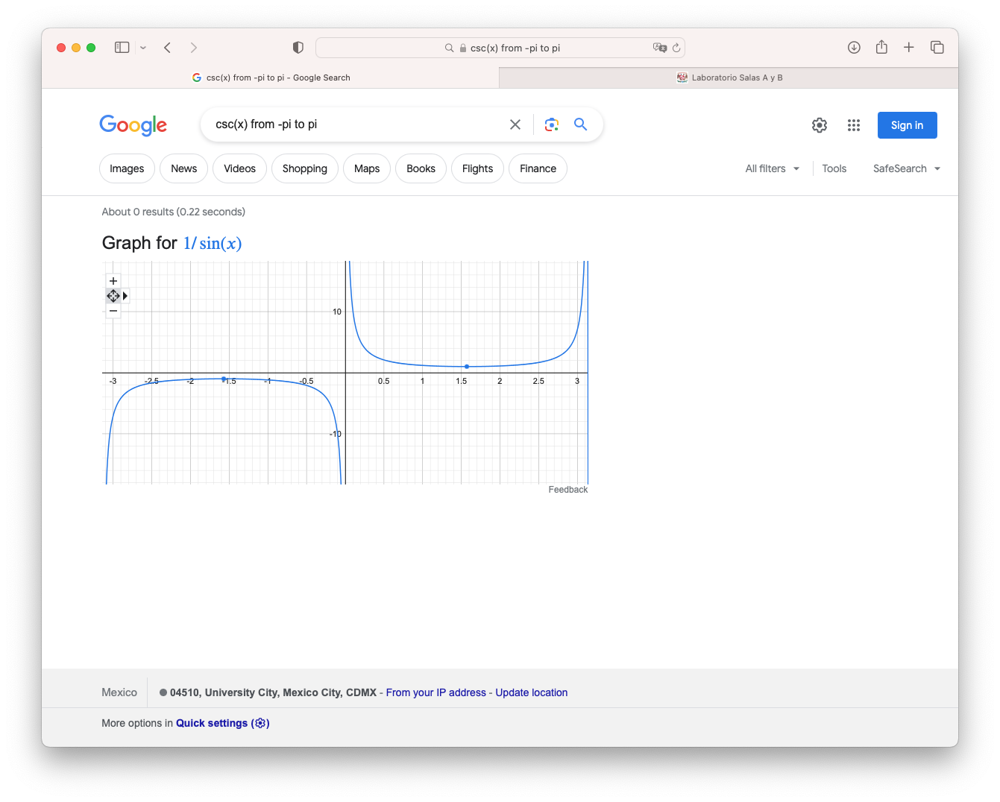 csc(x) from -pi to pi
csc(x) from -pi to pi - Google Search
Laboratorio Salas A y B
Google
csc(x) from -pi to pi
Sign in
Images
News
Videos
Shopping
Maps
Books
Flights
Finance
All filters
Tools
SafeSearch
About 0 results (0.22 seconds)
Graph for 1/ sin(x)
+
−
10
-3 -2.5 -2 -1.5 -1 -0.5 0.5 1 1.5 2 2.5 3
-10
Feedback
Mexico
04510, University City, Mexico City, CDMX - From your IP address - Update location
More options in Quick settings ( )